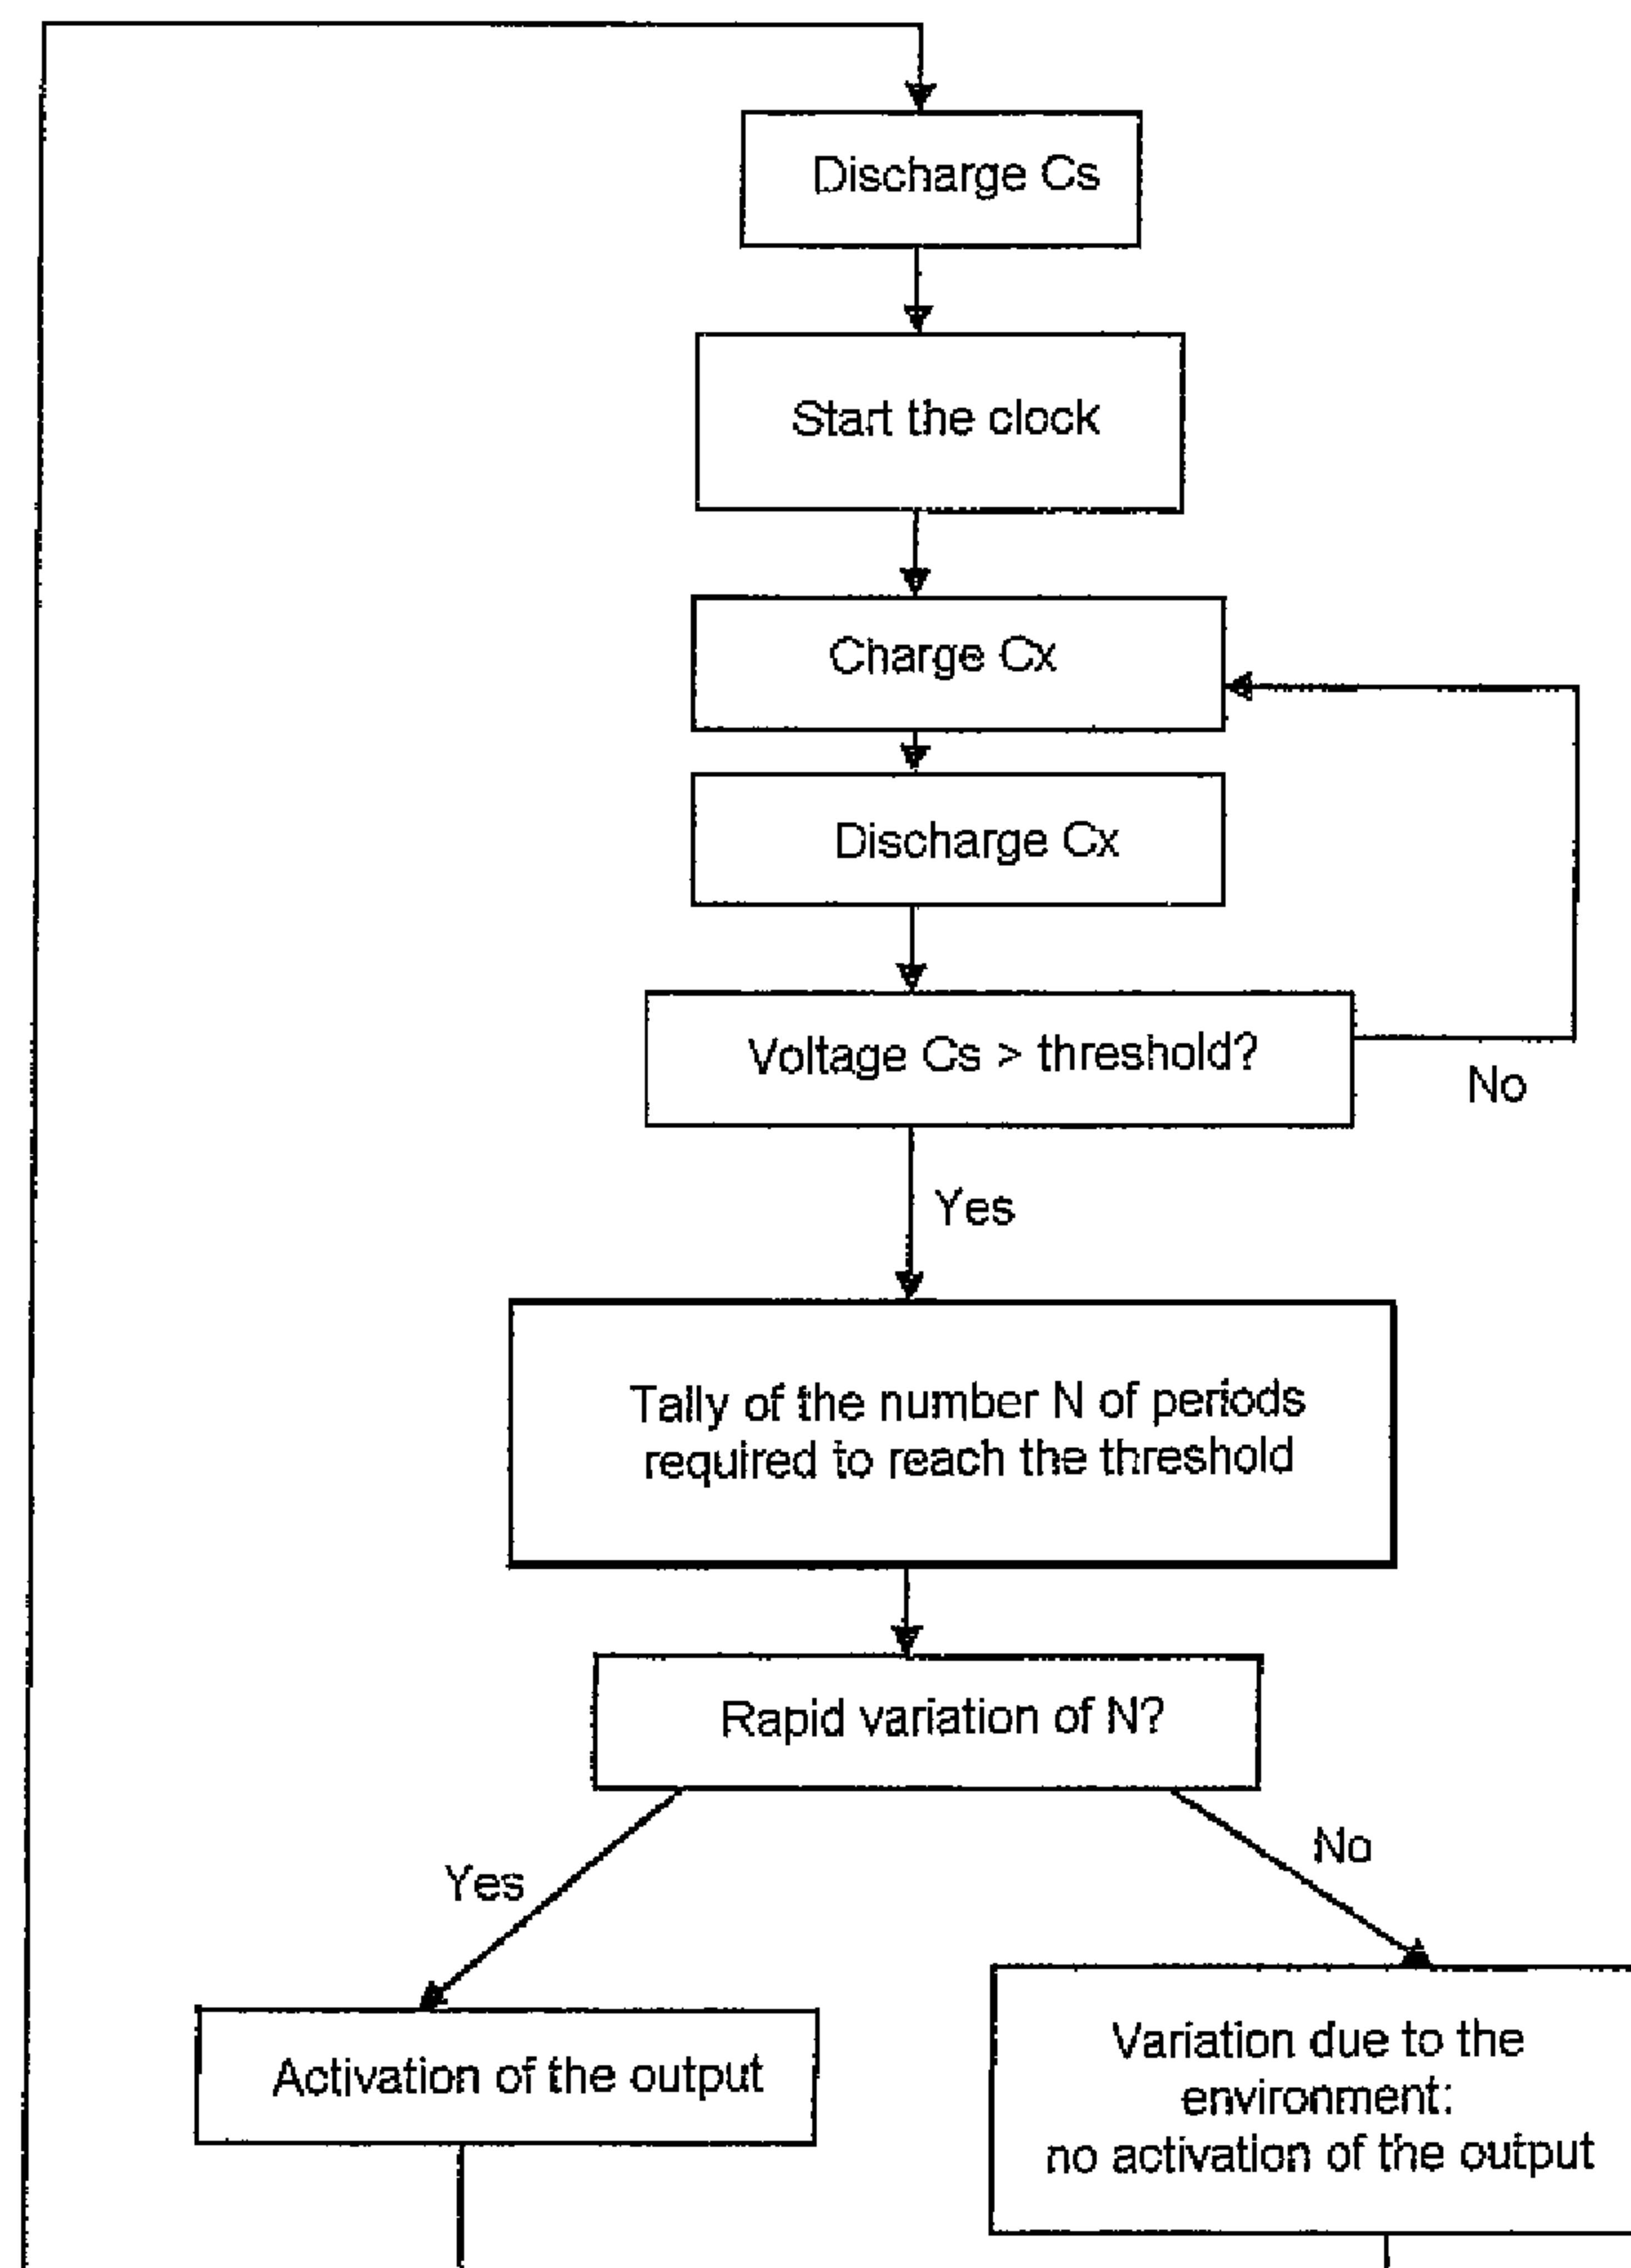 Discharge Cs
Start the clock
Charge Cx
Discharge Cx
Voltage Cs > threshold?
No
Yes
Tally of the number N of periods
required to reach the threshold
Rapid variation of N?
Yes
No
Activation of the output
Variation due to the
environment:
no activation of the output